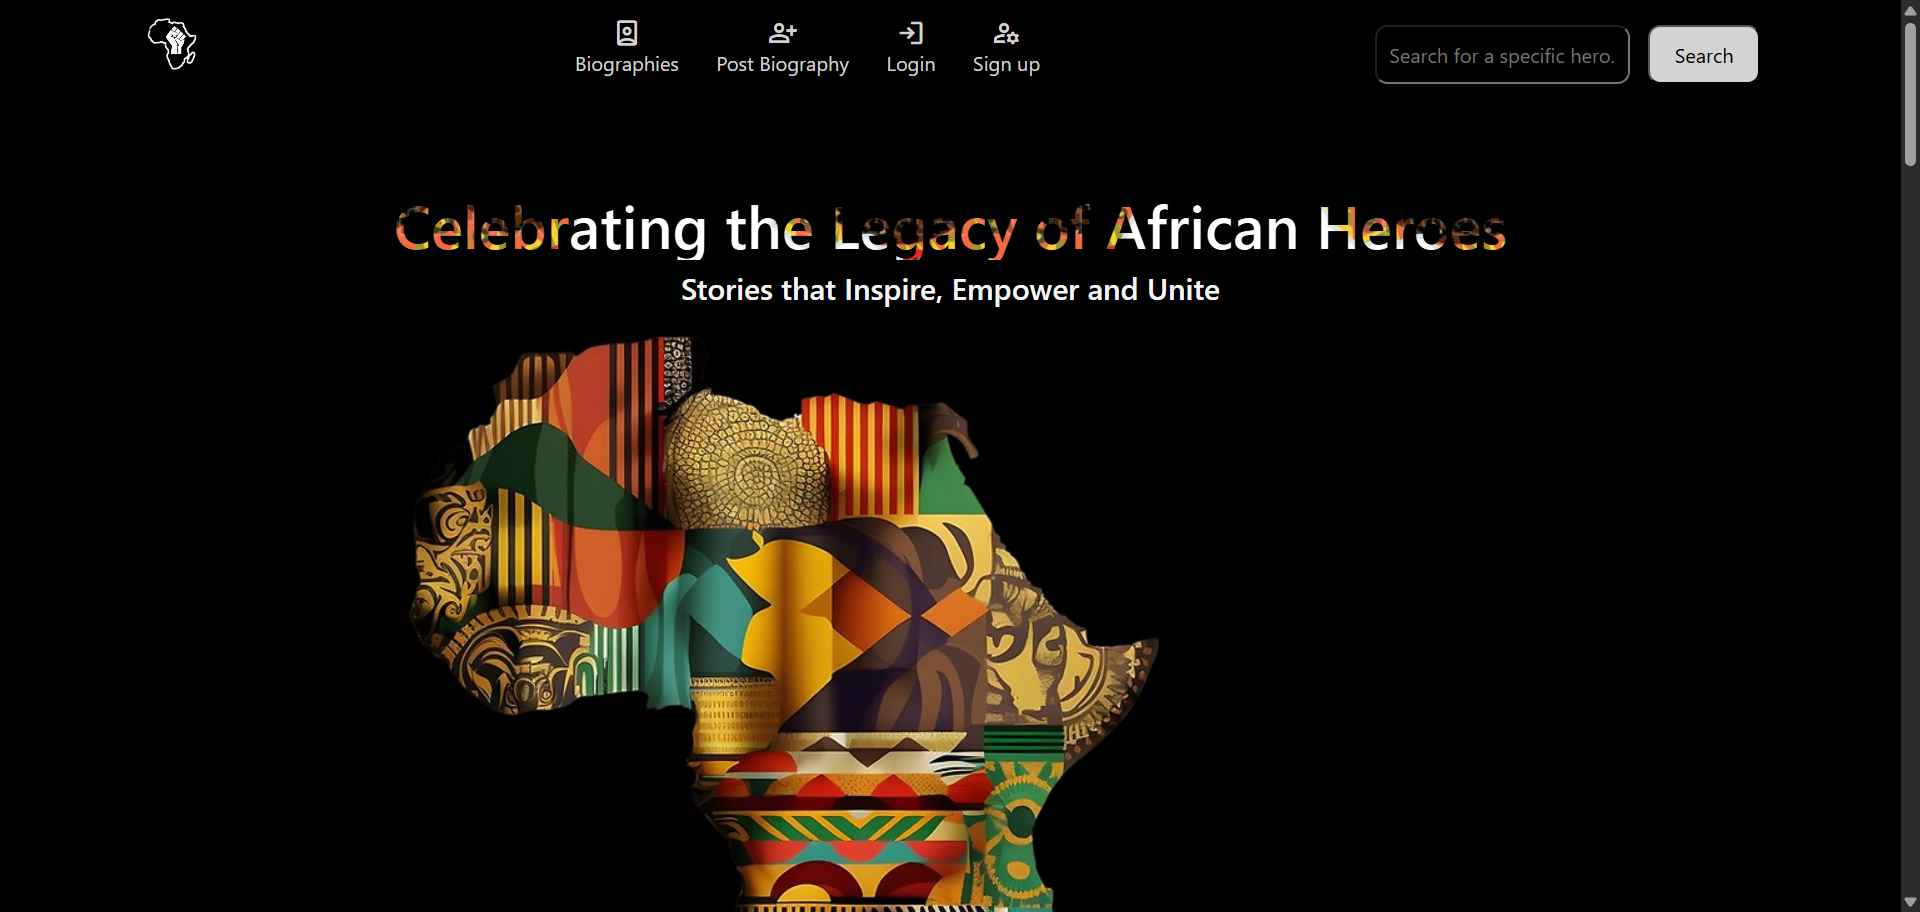 Biographies
Post Biography
Login
Sign up
Search for a specific hero.
Search
Celebrating the Legacy of African Heroes
Stories that Inspire, Empower and Unite